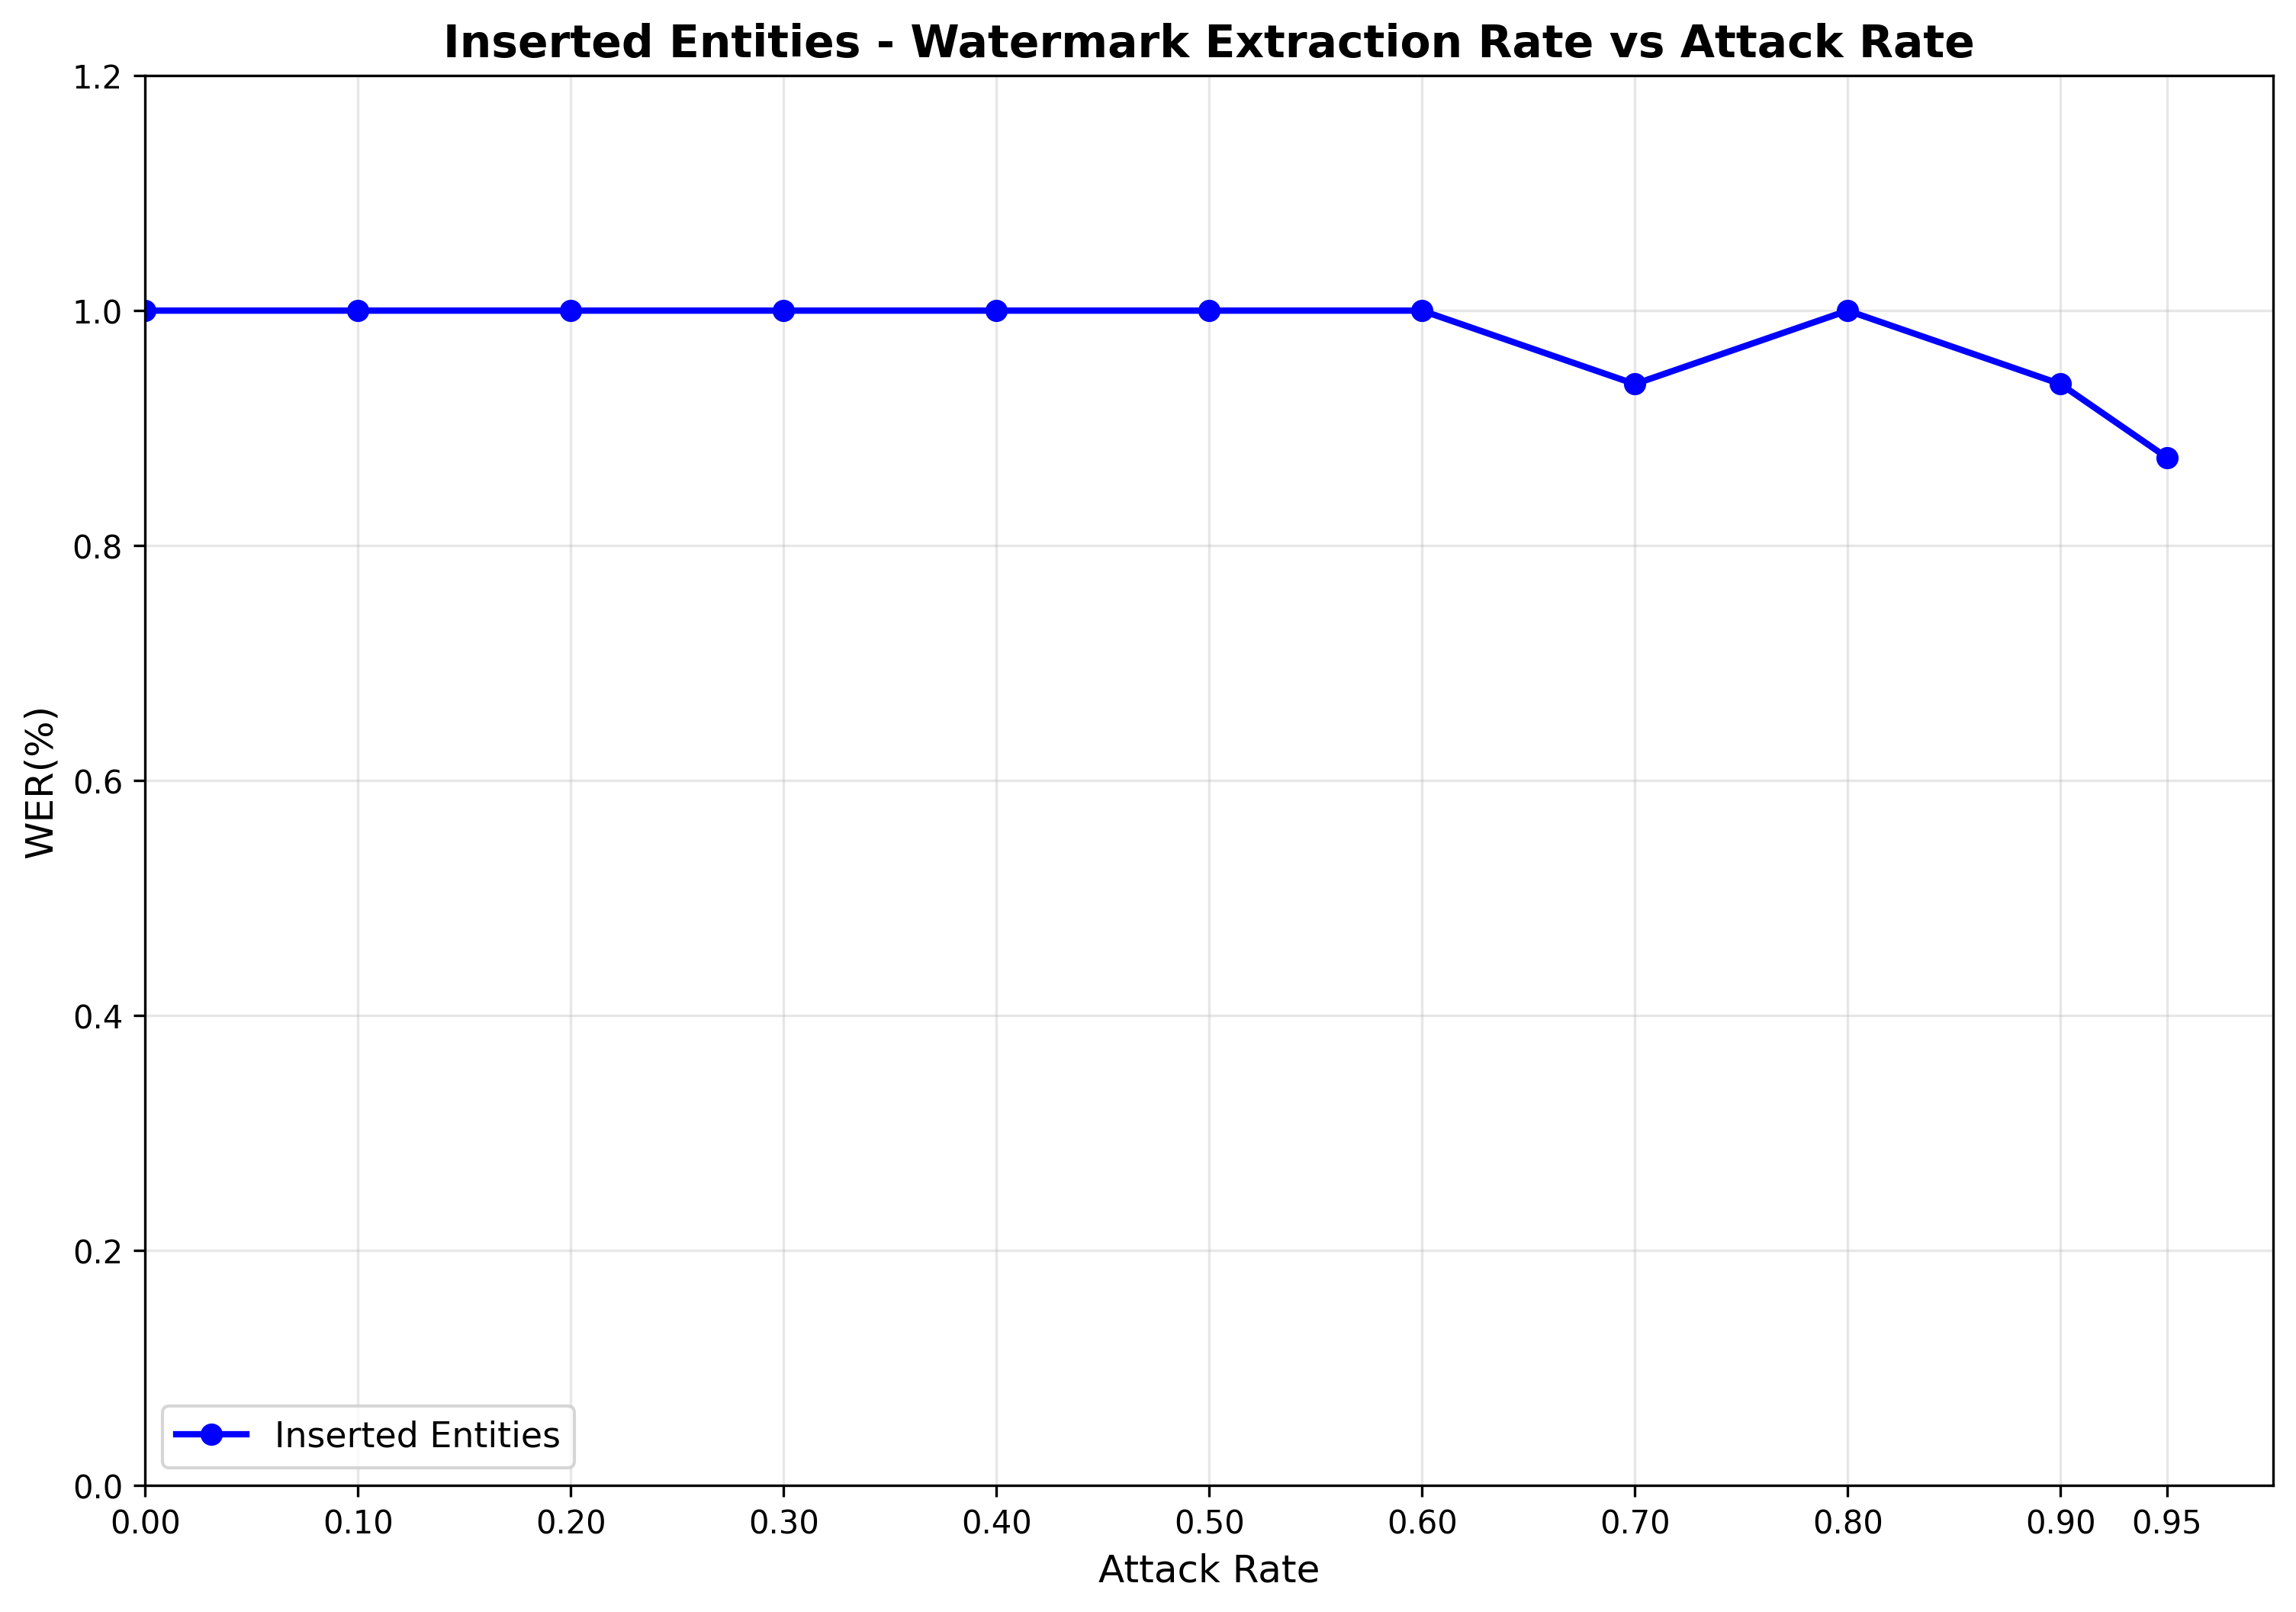 Inserted Entities - Watermark Extraction Rate vs Attack Rate
1.2
1.0
0.8
0.6
0.4
0.2
0.0
WER(%)
Inserted Entities
0.00 0.10 0.20 0.30 0.40 0.50 0.60 0.70 0.80 0.90 0.95
Attack Rate